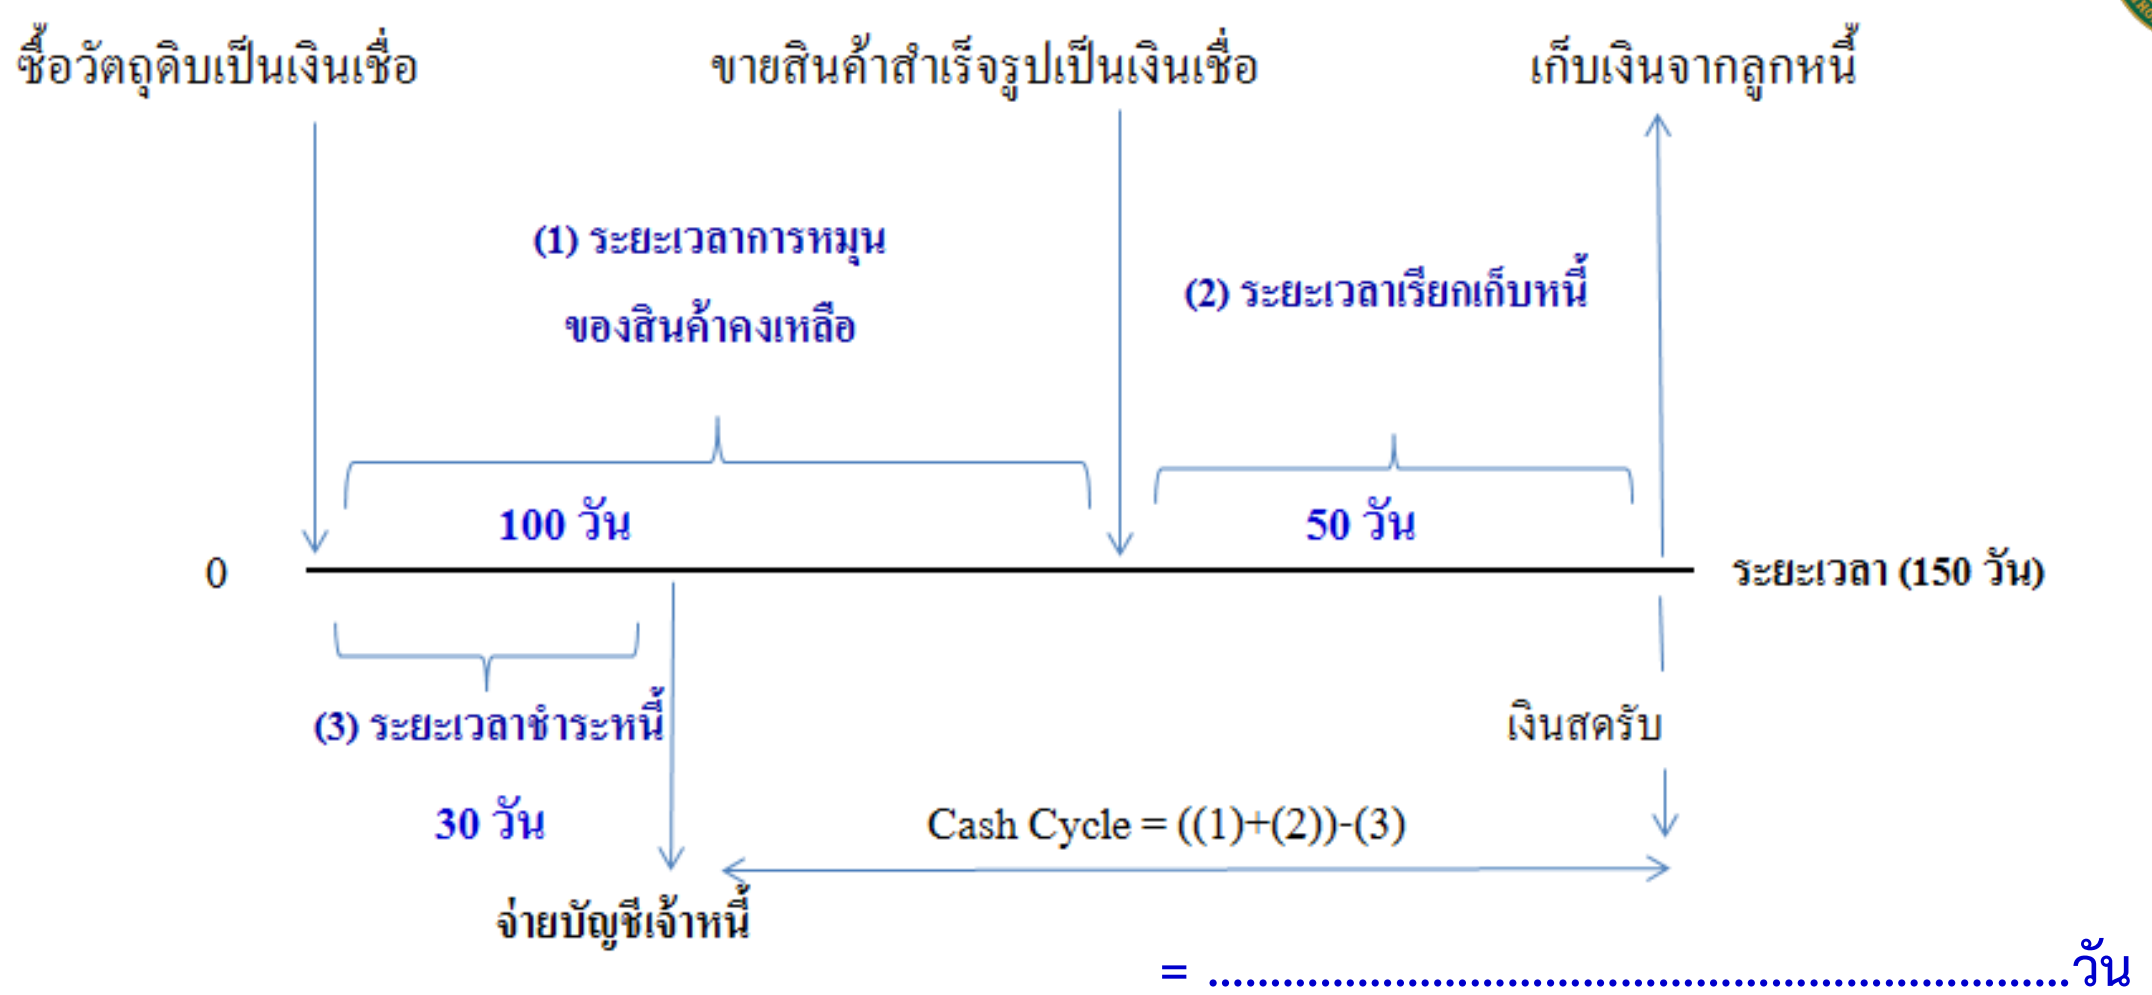 ซื้อวัตถุดิบเป็นเงินเชื่อ
ขายสินค้าสำเร็จรูปเป็นเงินเชื่อ
เก็บเงินจากลูกหนี้
(1) ระยะเวลาการหมุน
ของสินค้าคงเหลือ
(2) ระยะเวลาเรียกเก็บหนี้
100 วัน
50 วัน
0
ระยะเวลา (150 วัน)
(3) ระยะเวลาชำระหนี้
เงินสดรับ
30 วัน
Cash Cycle = ((1)+(2))-(3)
จ่ายบัญชีเจ้าหนี้
= ......................................................................วัน